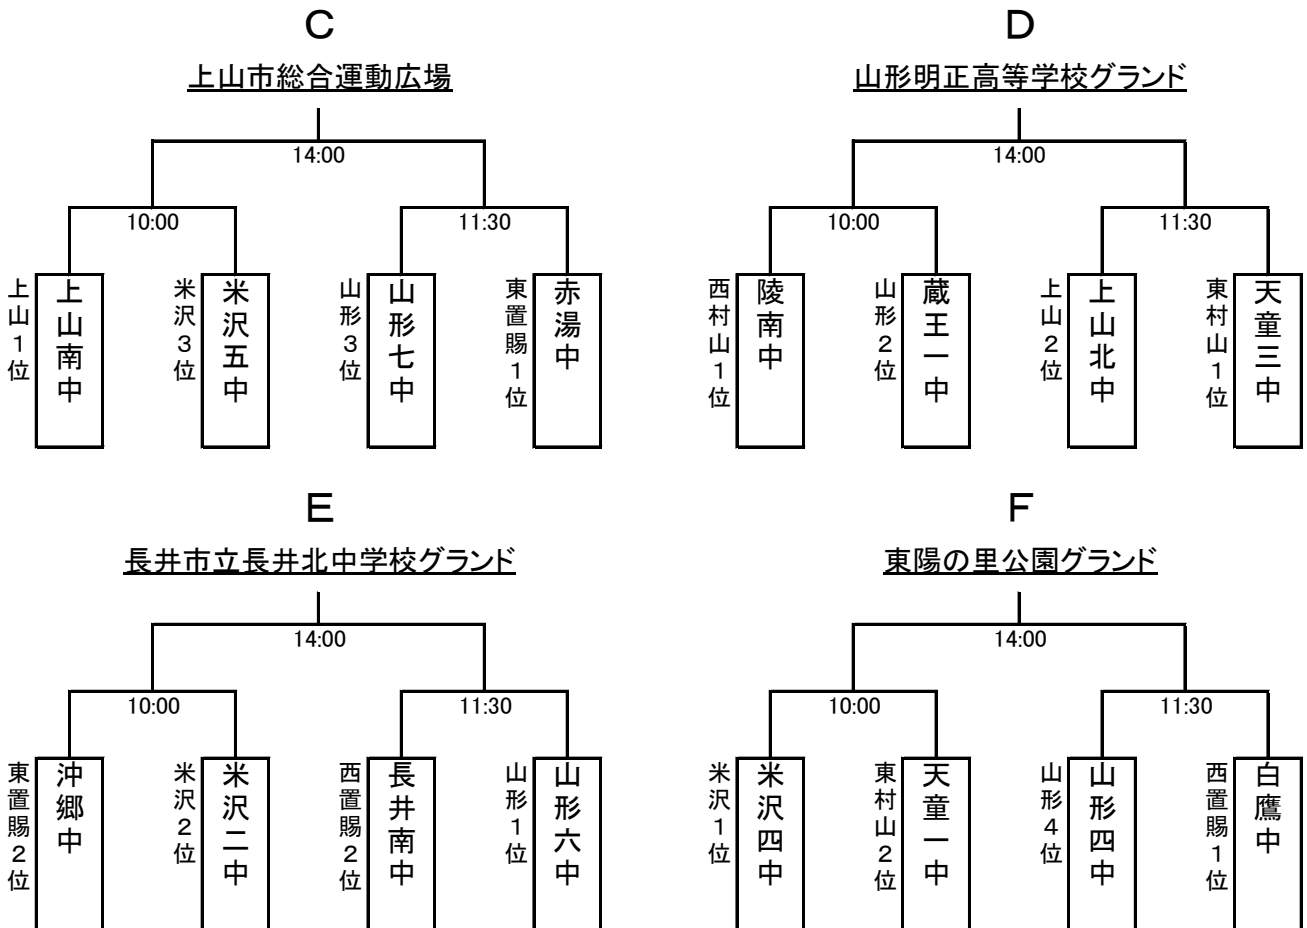 C
上山市総合運動広場
14:00
10:00
11:30
上山1位
上山南中
米沢3位
米沢五中
山形3位
山形七中
東置賜1位
赤湯中
D
山形明正高等学校グランド
14:00
10:00
11:30
西村山1位
陵南中
山形2位
蔵王一中
上山2位
上山北中
東村山1位
天童三中
E
長井市立長井北中学校グランド
14:00
10:00
11:30
東置賜2位
沖郷中
米沢2位
米沢二中
西置賜2位
長井南中
山形1位
山形六中
F
東陽の里公園グランド
14:00
10:00
11:30
米沢1位
米沢四中
東村山2位
天童一中
山形4位
山形四中
西置賜1位
白鷹中